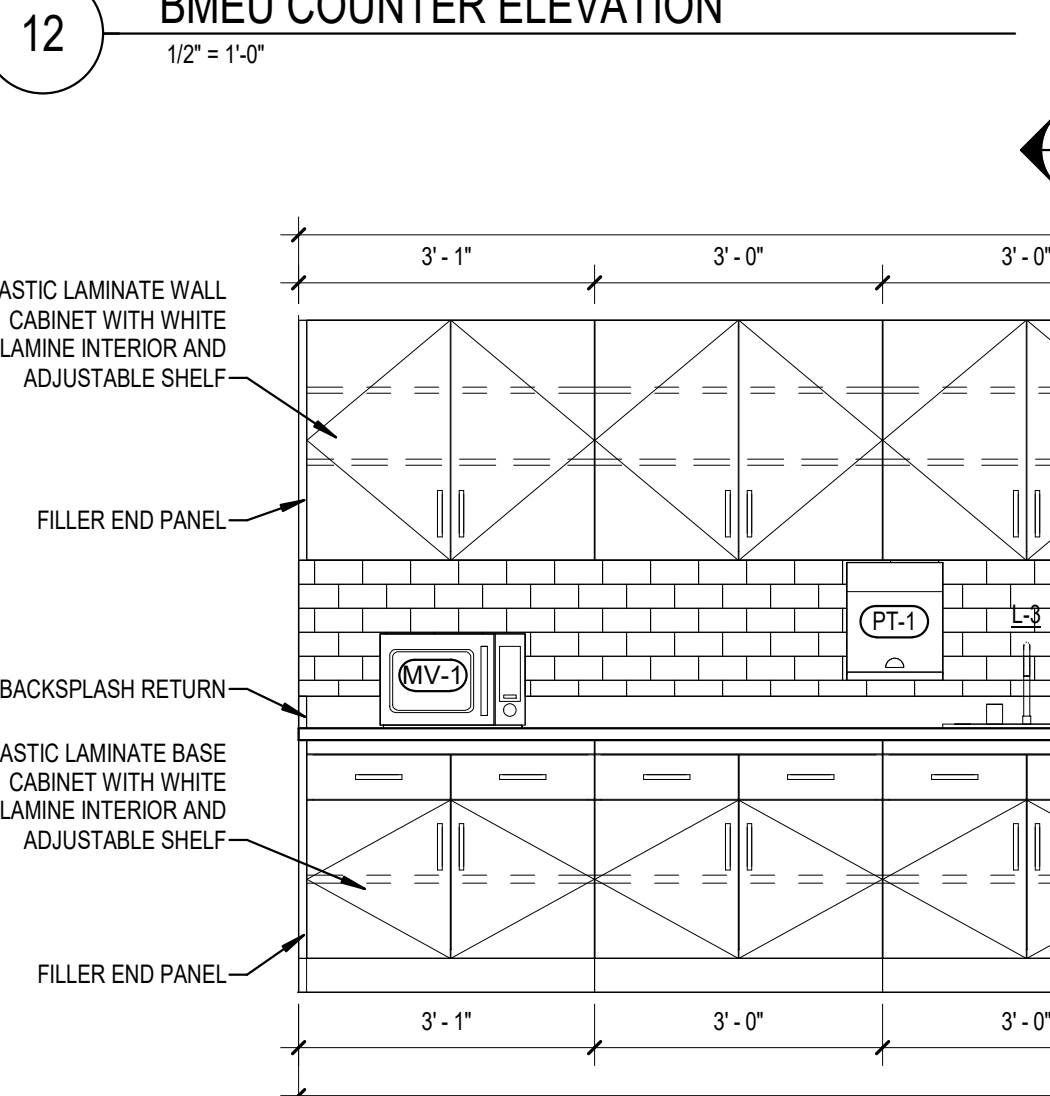 12
BMEU COUNTER ELEVATION
1/2" = 1'-0"
3' - 1"
3' - 0"
3' - 0"
ASTIC LAMINATE WALL
CABINET WITH WHITE
LAMINE INTERIOR AND
ADJUSTABLE SHELF
FILLER END PANEL
PT-1
L-3
MV-1
BACKSPLASH RETURN
ASTIC LAMINATE BASE
CABINET WITH WHITE
LAMINE INTERIOR AND
ADJUSTABLE SHELF
FILLER END PANEL
3' - 1"
3' - 0"
3' - 0"